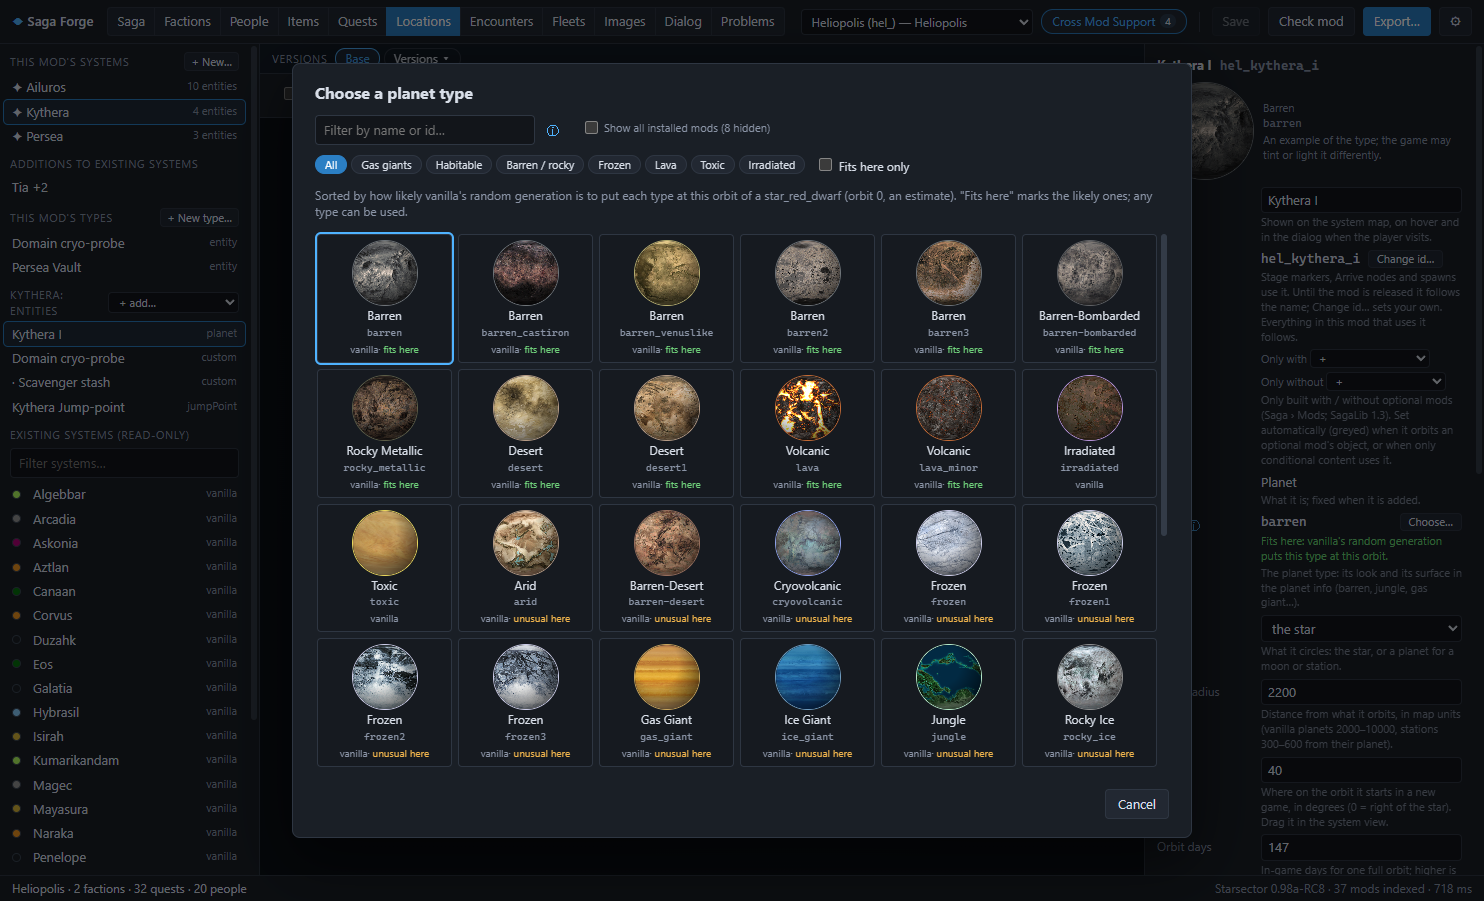 Saga Forge
Saga
Factions
People
Items
Quests
Locations
Encounters
Fleets
Images
Dialog
Problems
Heliopolis (hel_) — Heliopolis
Cross Mod Support 4
Save
Check mod
Export...
THIS MOD'S SYSTEMS
+ New...
Ailuros 10 entities
Kythera 4 entities
Persea 3 entities
ADDITIONS TO EXISTING SYSTEMS
Tia +2
THIS MOD'S TYPES
+ New type...
Domain cryo-probe entity
Persea Vault entity
KYTHERA:
ENTITIES
+ add...
Kythera I planet
Domain cryo-probe custom
· Scavenger stash custom
Kythera Jump-point jumpPoint
EXISTING SYSTEMS (READ-ONLY)
Filter systems...
Algebbar vanilla
Arcadia vanilla
Askonia vanilla
Aztlan vanilla
Canaan vanilla
Corvus vanilla
Duzahk vanilla
Eos vanilla
Galatia vanilla
Hybrasil vanilla
Isirah vanilla
Kumarikandam vanilla
Magec vanilla
Mayasura vanilla
Naraka vanilla
Penelope vanilla
VERSIONS
Base
Versions
Choose a planet type
Filter by name or id...
Show all installed mods (8 hidden)
All
Gas giants
Habitable
Barren / rocky
Frozen
Lava
Toxic
Irradiated
Fits here only
Sorted by how likely vanilla's random generation is to put each type at this orbit of a star_red_dwarf (orbit 0, an estimate). "Fits here" marks the likely ones; any
type can be used.
Barren
barren
vanilla· fits here
Barren
barren_castiron
vanilla· fits here
Barren
barren_venuslike
vanilla· fits here
Barren
barren2
vanilla· fits here
Barren
barren3
vanilla· fits here
Barren-Bombarded
barren-bombarded
vanilla· fits here
Rocky Metallic
rocky_metallic
vanilla· fits here
Desert
desert
vanilla· fits here
Desert
desert1
vanilla· fits here
Volcanic
lava
vanilla· fits here
Volcanic
lava_minor
vanilla· fits here
Irradiated
irradiated
vanilla
Toxic
toxic
vanilla
Arid
arid
vanilla· unusual here
Barren-Desert
barren-desert
vanilla· unusual here
Cryovolcanic
cryovolcanic
vanilla· unusual here
Frozen
frozen
vanilla· unusual here
Frozen
frozen1
vanilla· unusual here
Frozen
frozen2
vanilla· unusual here
Frozen
frozen3
vanilla· unusual here
Gas Giant
gas_giant
vanilla· unusual here
Ice Giant
ice_giant
vanilla· unusual here
Jungle
jungle
vanilla· unusual here
Rocky Ice
rocky_ice
vanilla· unusual here
Cancel
Kythera I hel_kythera_i
Barren
barren
An example of the type; the game may
tint or light it differently.
Kythera I
Shown on the system map, on hover and
in the dialog when the player visits.
hel_kythera_i
Change id...
Stage markers, Arrive nodes and spawns
use it. Until the mod is released it follows
the name; Change id... sets your own.
Everything in this mod that uses it
follows.
Only with +
Only without +
Only built with / without optional mods
(Saga › Mods; SagaLib 1.3). Set
automatically (greyed) when it orbits an
optional mod's object, or when only
conditional content uses it.
Planet
What it is; fixed when it is added.
barren
Choose...
Fits here: vanilla's random generation
puts this type at this orbit.
The planet type: its look and its surface in
the planet info (barren, jungle, gas
giant...).
the star
What it circles: the star, or a planet for a
moon or station.
adius
2200
Distance from what it orbits, in map units
(vanilla planets 2000–10000, stations
300–600 from their planet).
40
Where on the orbit it starts in a new
game, in degrees (0 = right of the star).
Drag it in the system view.
Orbit days
147
In-game days for one full orbit; higher is
Heliopolis · 2 factions · 32 quests · 20 people
Starsector 0.98a-RC8 · 37 mods indexed · 718 ms